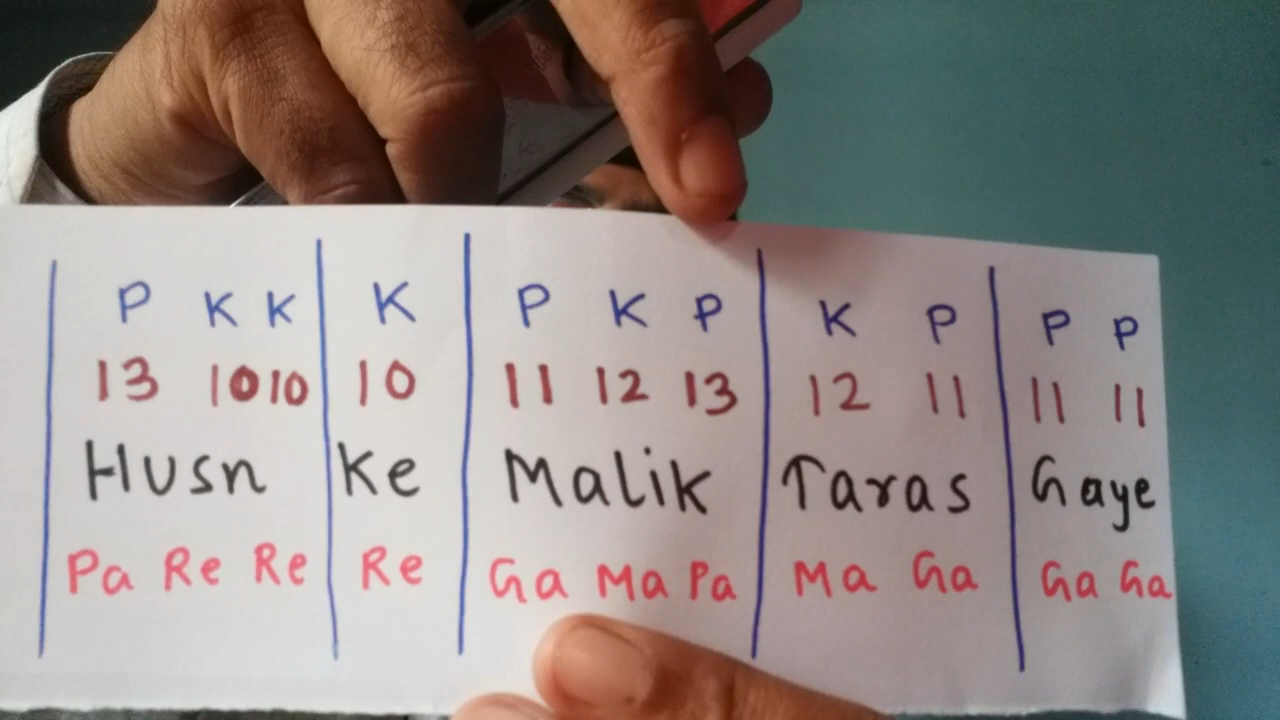 P K K K P K P K P P P
13 10 10 10 11 12 13 12 11 11 11
Husn Ke Malik Taras Gaye
Pa Re Re Re Ga Ma Pa Ma Ga Ga Ga